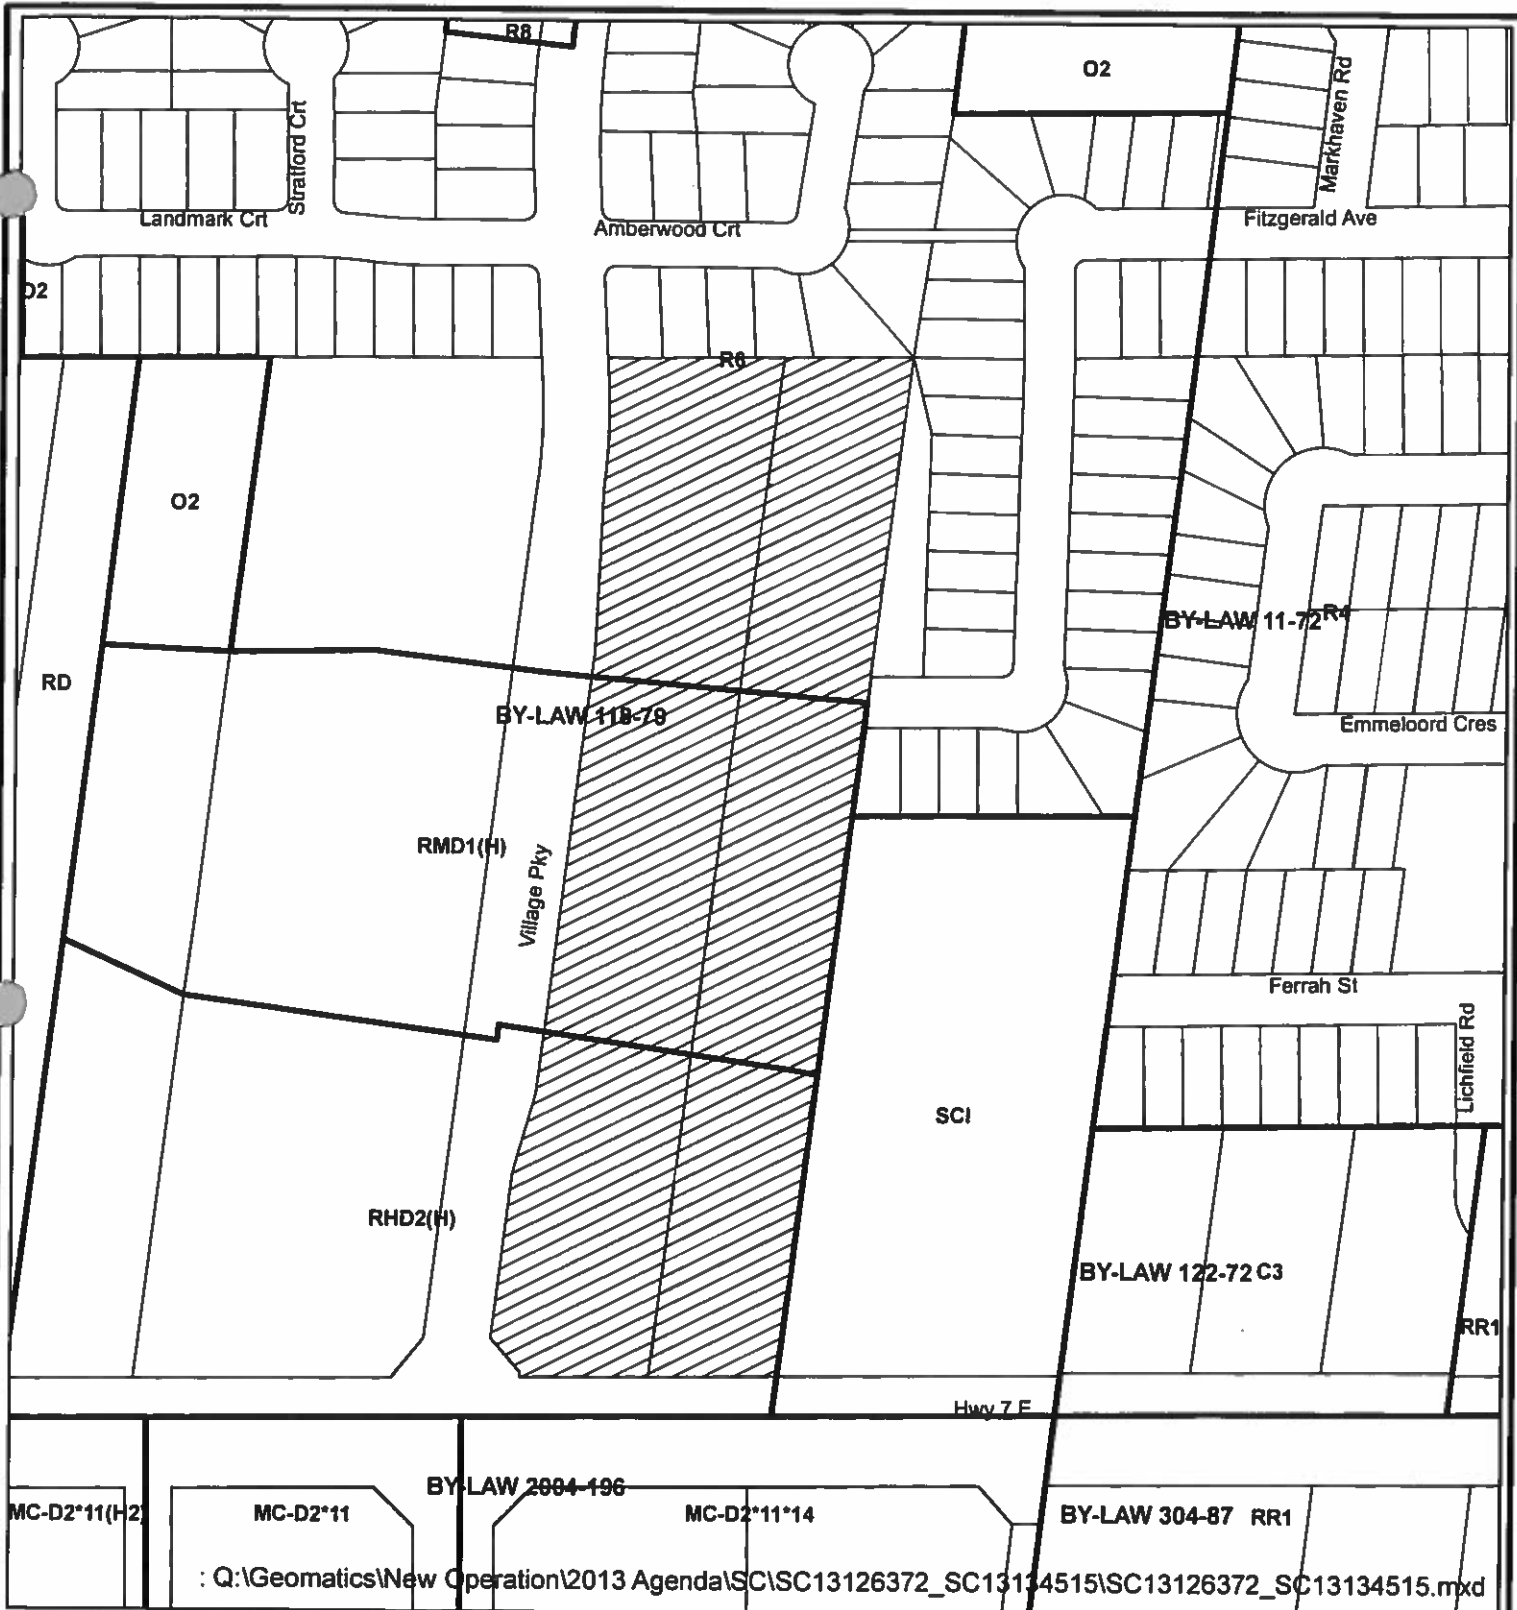 R8
O2
Markhaven Rd
Stratford Crt
Landmark Crt
Amberwood Crt
Fitzgerald Ave
O2
R6
O2
BY-LAW 11-72 R4
RD
BY-LAW 118-79
Emmeloord Cres
RMD1(H)
Village Pky
Ferrah St
Lichfield Rd
SCI
RHD2(H)
BY-LAW 122-72 C3
RR1
Hwy 7 E
BY-LAW 2004-196
MC-D2*11(H2)
MC-D2*11
MC-D2*11*14
BY-LAW 304-87 RR1
: Q:\Geomatics\New Operation\2013 Agenda\SC\SC13126372_SC13134515\SC13126372_SC13134515.mxd